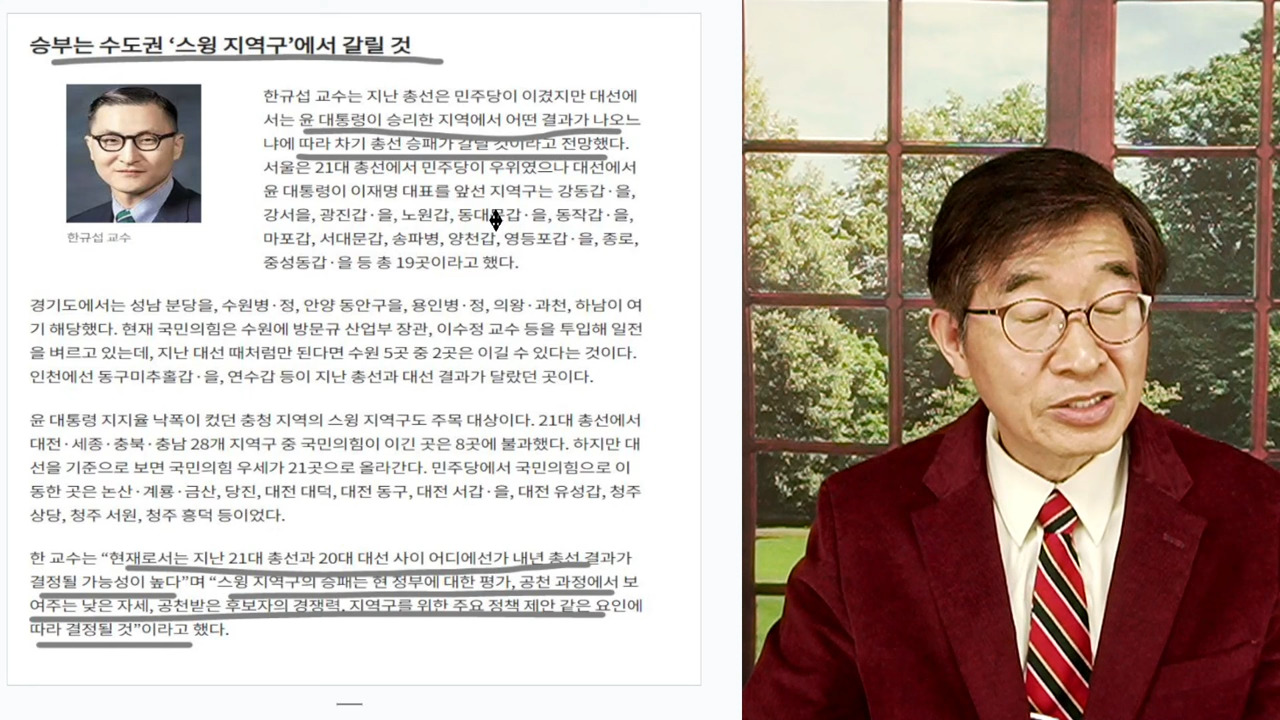 승부는 수도권 ‘스윙 지역구’에서 갈릴 것
한규섭 교수는 지난 총선은 민주당이 이겼지만 대선에
서는 윤 대통령이 승리한 지역에서 어떤 결과가 나오느
냐에 따라 차기 총선 승패가 갈릴 것이라고 전망했다.
서울은 21대 총선에서 민주당이 우위였으나 대선에서
윤 대통령이 이재명 대표를 앞선 지역구는 강동갑·을,
강서을, 광진갑·을, 노원갑, 동대문갑·을, 동작갑·을,
마포갑, 서대문갑, 송파병, 양천갑, 영등포갑·을, 종로,
중성동갑·을 등 총 19곳이라고 했다.
한규섭 교수
경기도에서는 성남 분당을, 수원병·정, 안양 동안구을, 용인병·정, 의왕·과천, 하남이 여
기 해당했다. 현재 국민의힘은 수원에 방문규 산업부 장관, 이수정 교수 등을 투입해 일전
을 벼르고 있는데, 지난 대선 때처럼만 된다면 수원 5곳 중 2곳은 이길 수 있다는 것이다.
인천에선 동구미추홀갑·을, 연수갑 등이 지난 총선과 대선 결과가 달랐던 곳이다.
윤 대통령 지지율 낙폭이 컸던 충청 지역의 스윙 지역구도 주목 대상이다. 21대 총선에서
대전·세종·충북·충남 28개 지역구 중 국민의힘이 이긴 곳은 8곳에 불과했다. 하지만 대
선을 기준으로 보면 국민의힘 우세가 21곳으로 올라간다. 민주당에서 국민의힘으로 이
동한 곳은 논산·계룡·금산, 당진, 대전 대덕, 대전 동구, 대전 서갑·을, 대전 유성갑, 청주
상당, 청주 서원, 청주 흥덕 등이었다.
한 교수는 “현재로서는 지난 21대 총선과 20대 대선 사이 어디에선가 내년 총선 결과가
결정될 가능성이 높다”며 “스윙 지역구의 승패는 현 정부에 대한 평가, 공천 과정에서 보
여주는 낮은 자세, 공천받은 후보자의 경쟁력, 지역구를 위한 주요 정책 제안 같은 요인에
따라 결정될 것”이라고 했다.